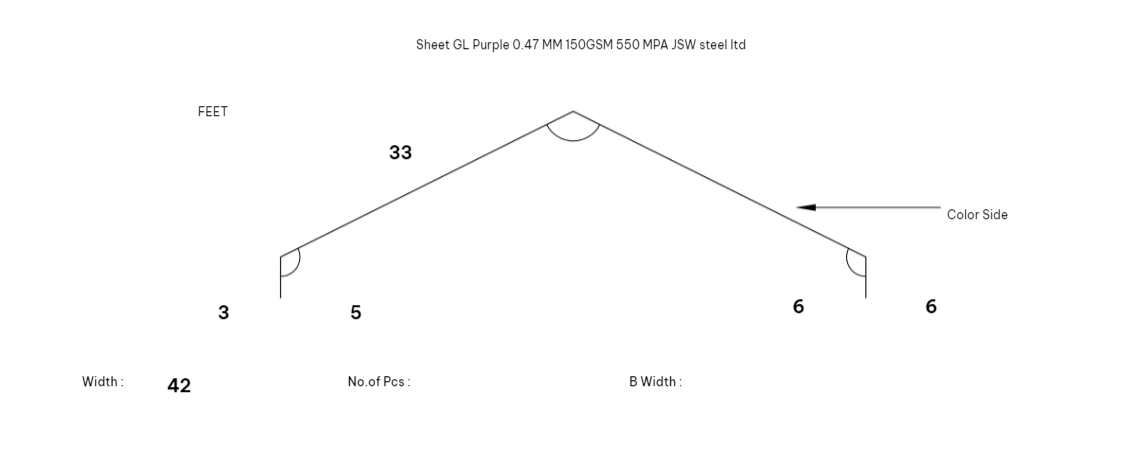 Sheet GL Purple 0.47 MM 150GSM 550 MPA JSW steel ltd
FEET
33
Color Side
3 5 6 6
Width : 42 No.of Pcs : B Width :